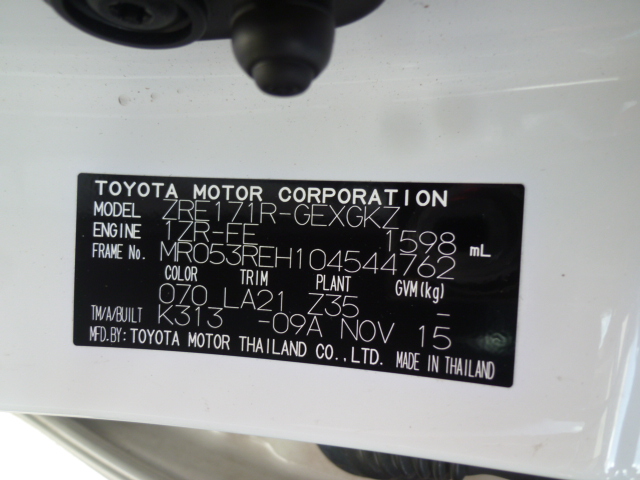 TOYOTA MOTOR CORPORATION
MODEL ZRE171R-GEXGKZ
ENGINE 1ZR-FE 1598 mL
FRAME No. MR053REH104544762
COLOR TRIM PLANT GVM(kg)
070 LA21 Z35 -
TM/A/BUILT K313 -09A NOV 15
MFD.BY:TOYOTA MOTOR THAILAND CO.,LTD. MADE IN THAILAND